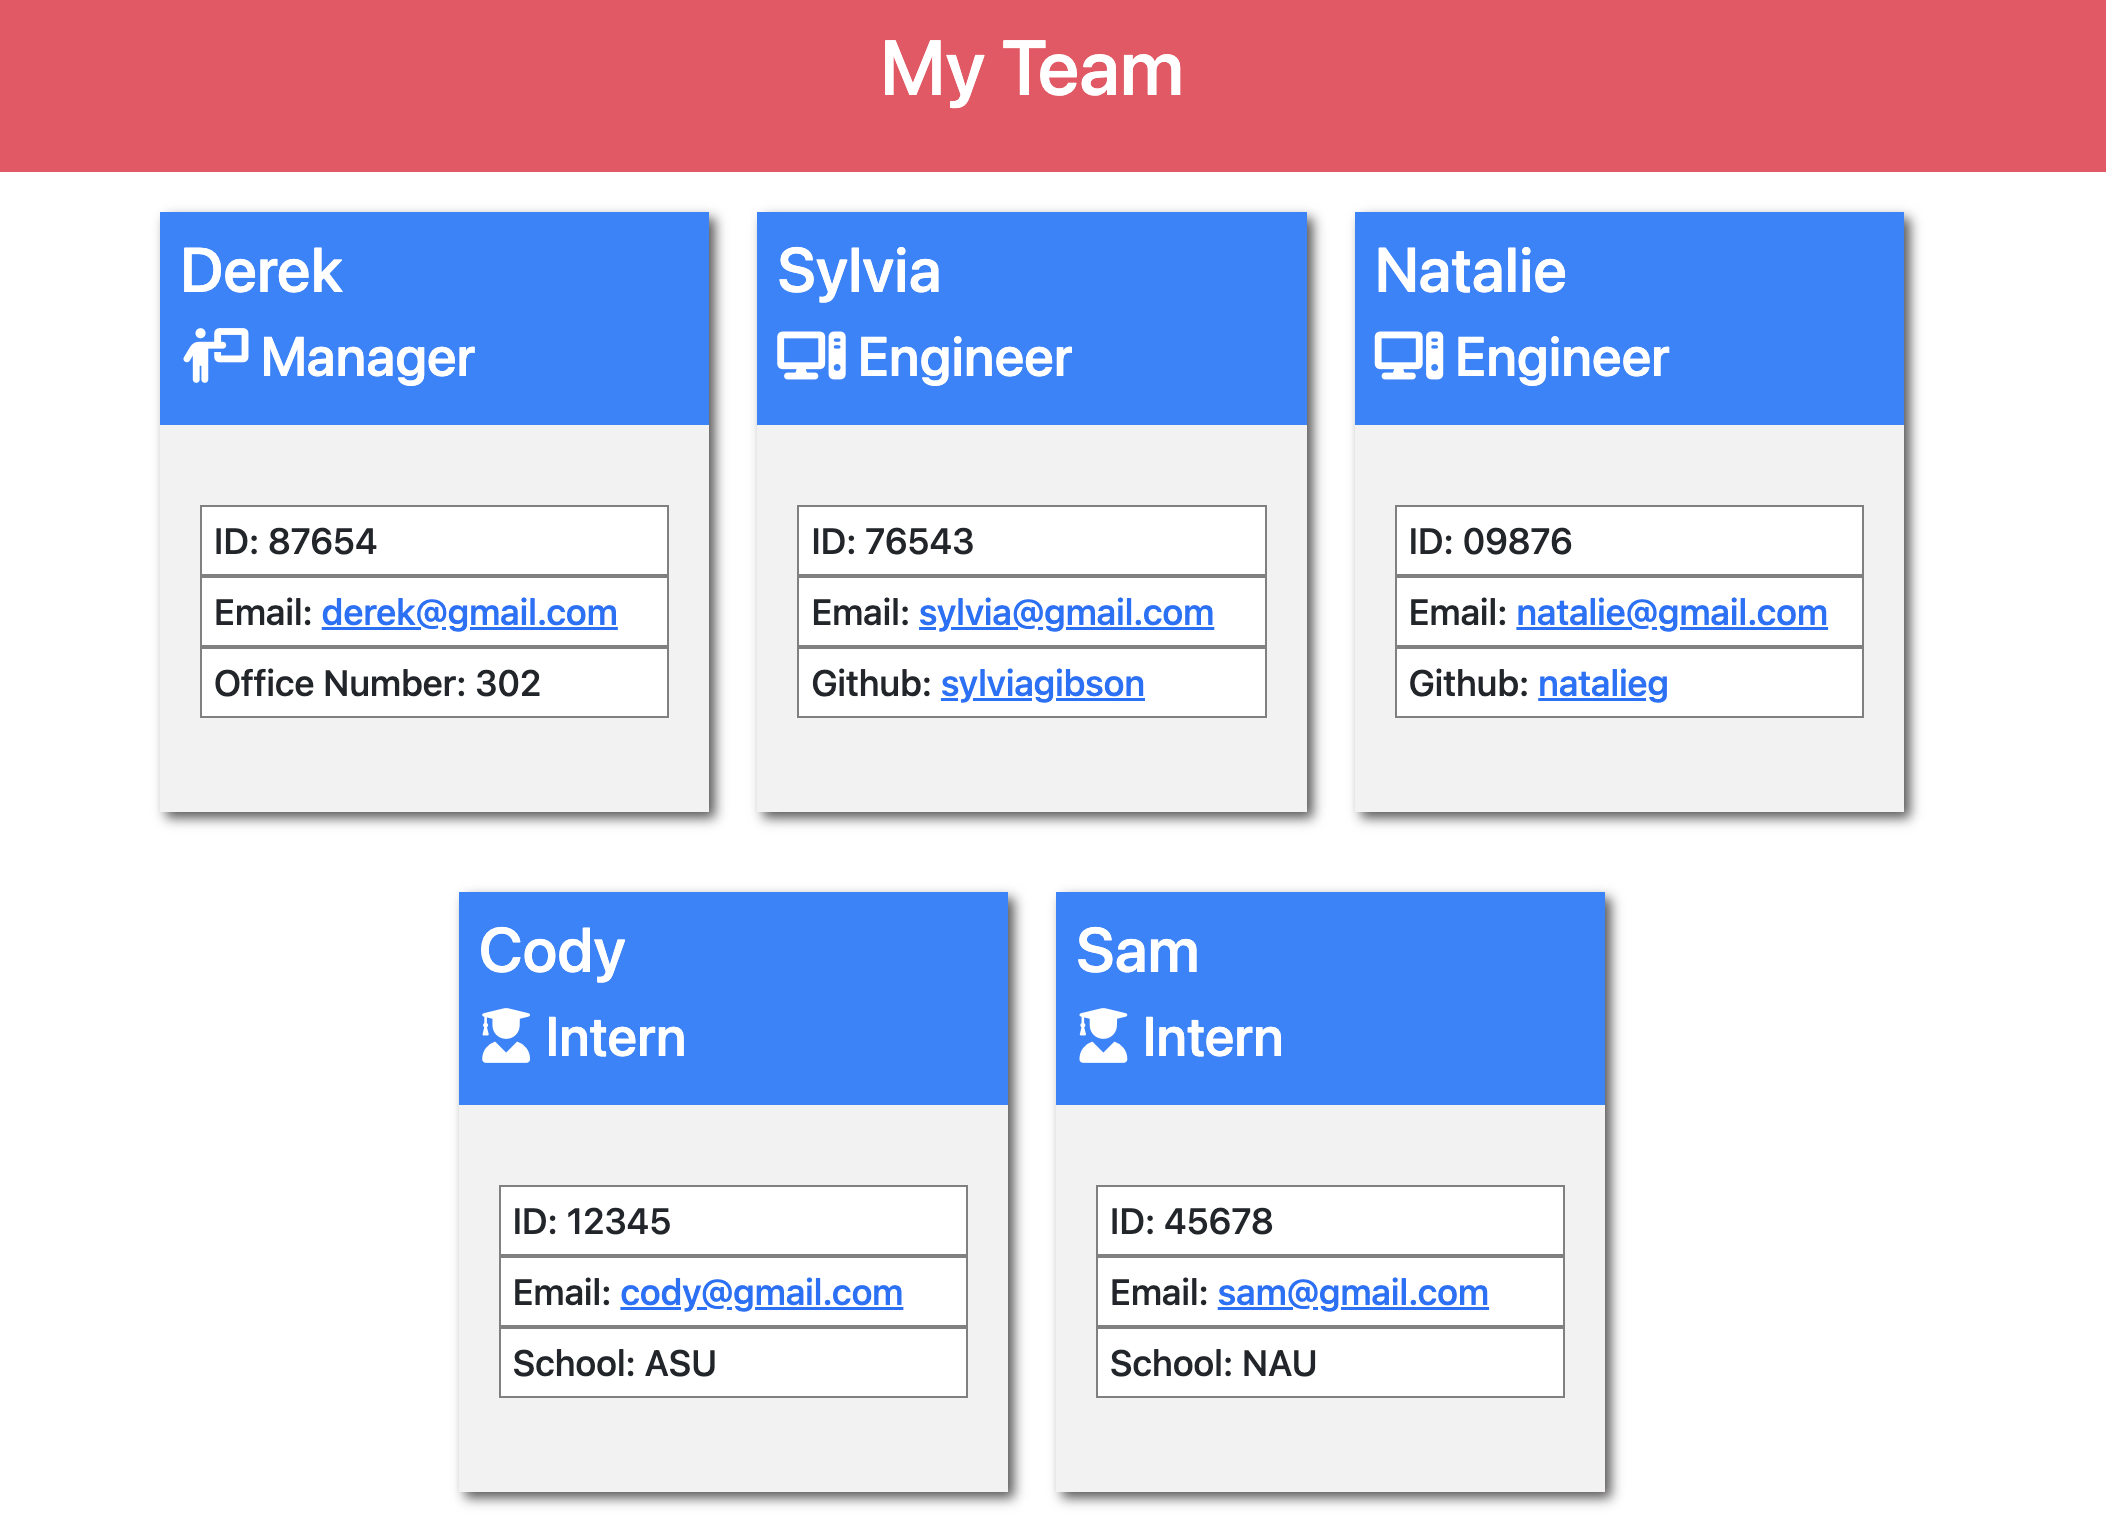 My Team
Derek
Manager
ID: 87654
Email: derek@gmail.com
Office Number: 302
Sylvia
Engineer
ID: 76543
Email: sylvia@gmail.com
Github: sylviagibson
Natalie
Engineer
ID: 09876
Email: natalie@gmail.com
Github: natalieg
Cody
Intern
ID: 12345
Email: cody@gmail.com
School: ASU
Sam
Intern
ID: 45678
Email: sam@gmail.com
School: NAU